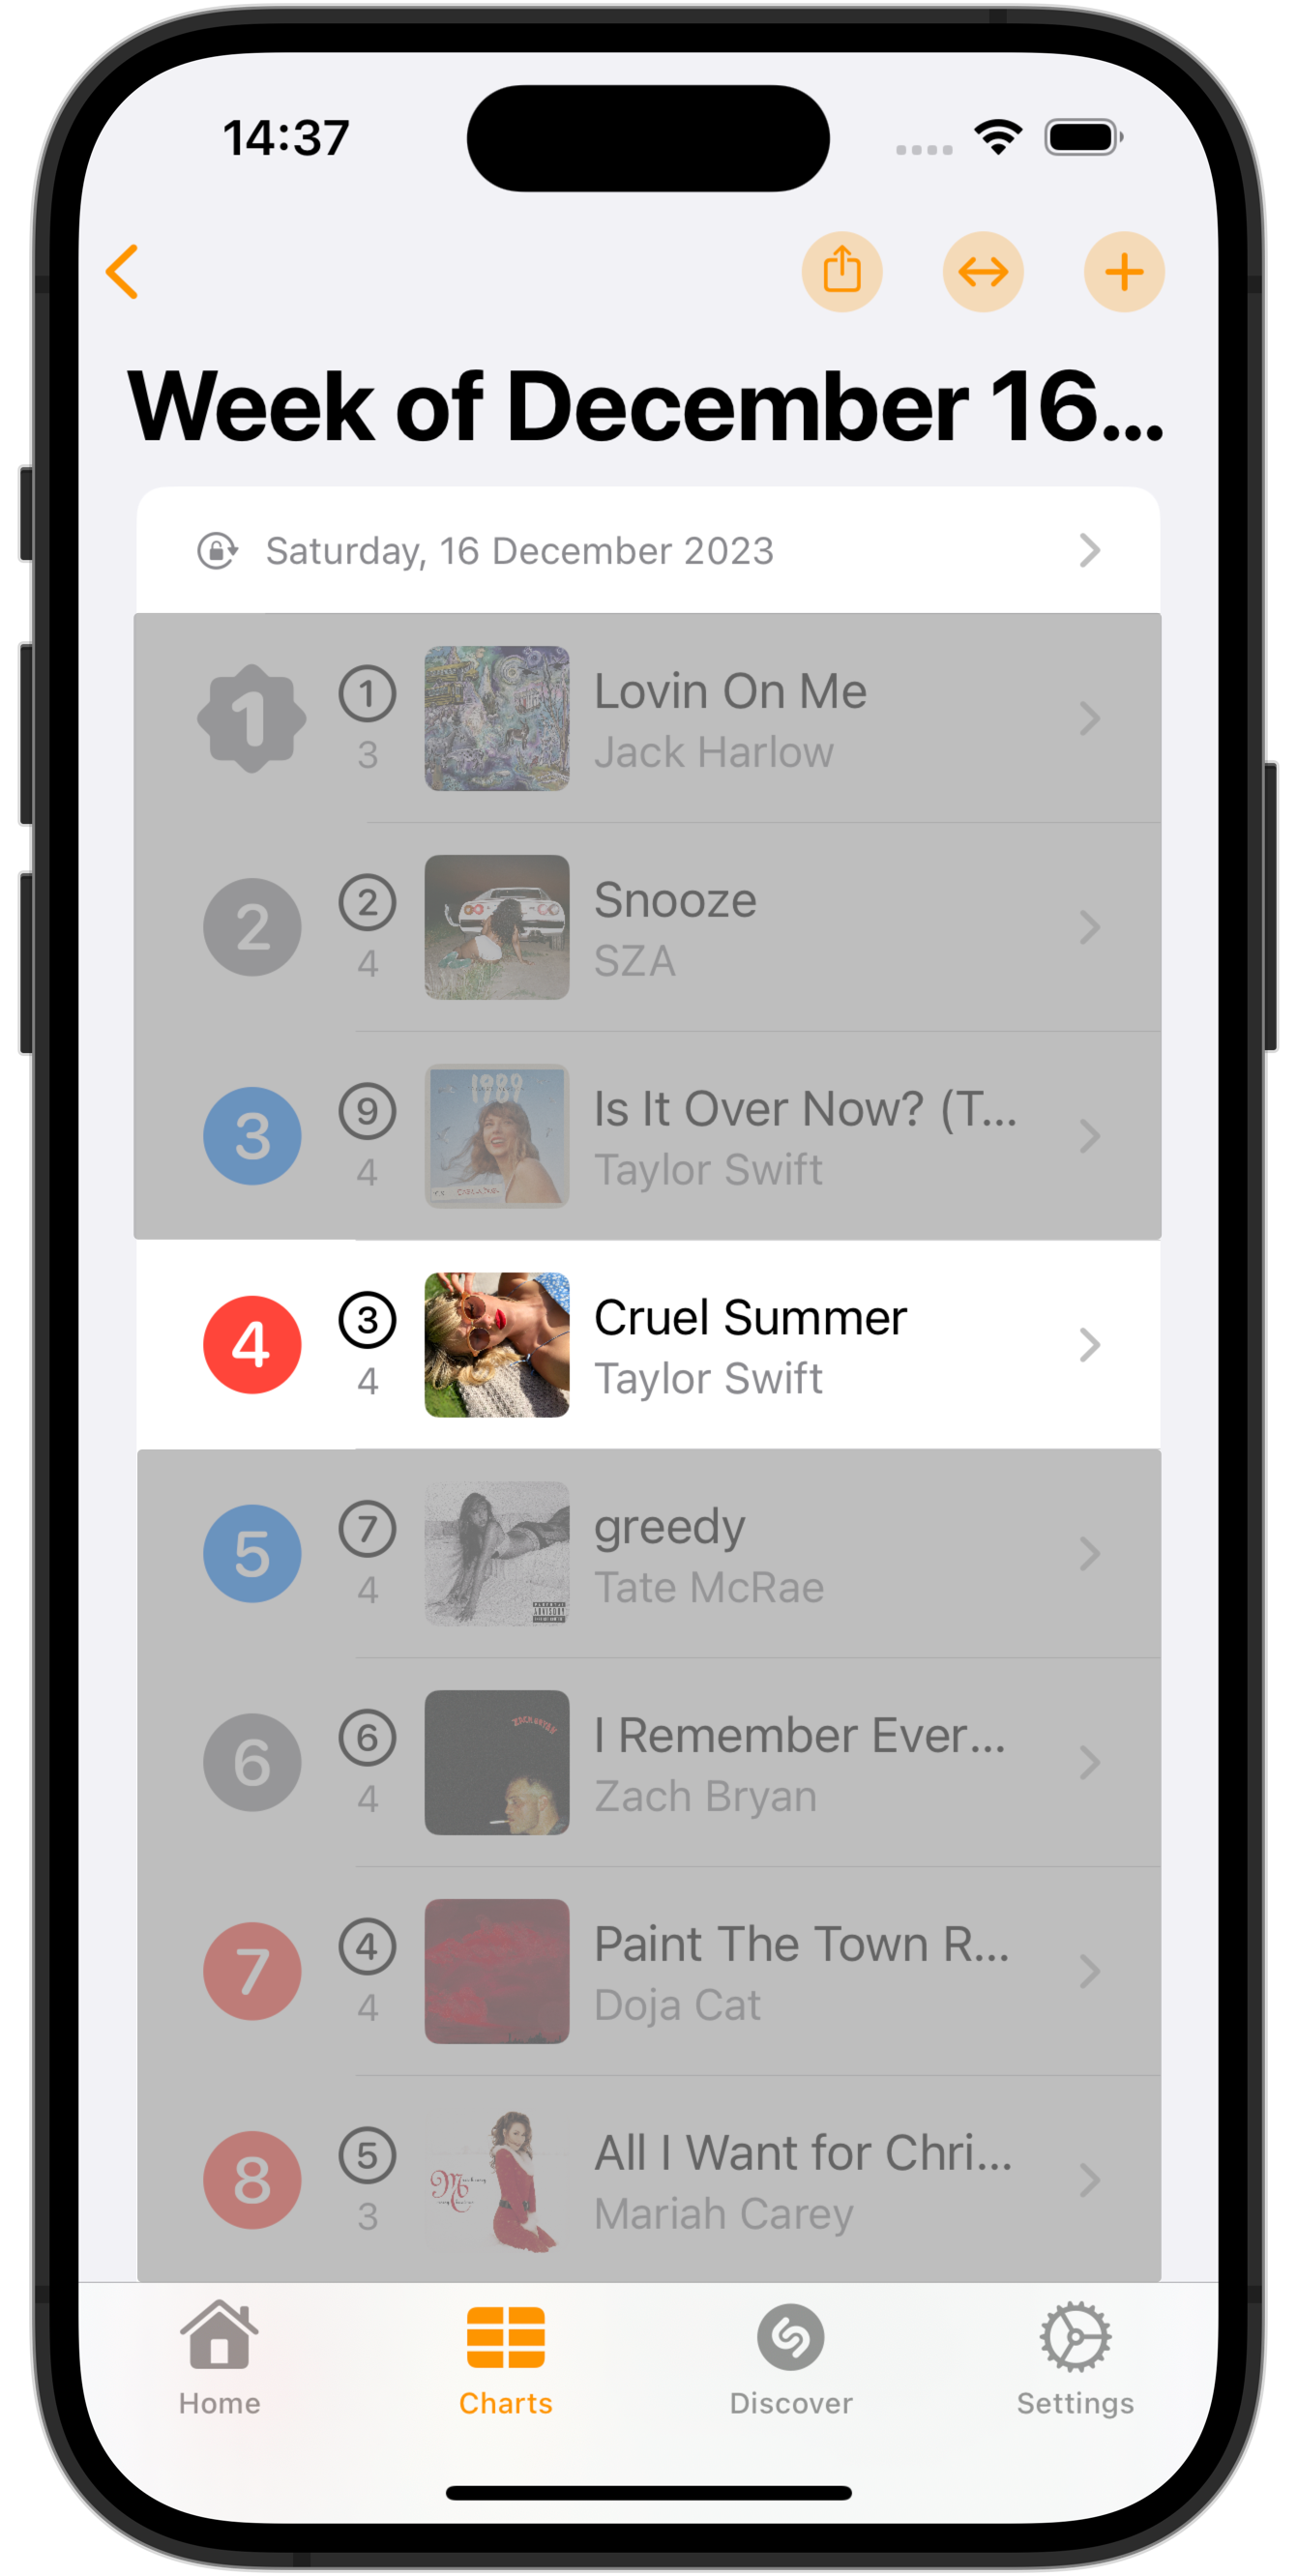 14:37
Week of December 16...
Saturday, 16 December 2023
1
1
3
Lovin On Me
Jack Harlow
2
2
4
Snooze
SZA
3
9
4
1989
Is It Over Now? (T...
Taylor Swift
4
3
4
Cruel Summer
Taylor Swift
5
7
4
greedy
Tate McRae
6
6
4
ZACH BRYAN
I Remember Ever...
Zach Bryan
7
4
4
Paint The Town R...
Doja Cat
8
5
3
All I Want for Chri...
Mariah Carey
Home
Charts
Discover
Settings